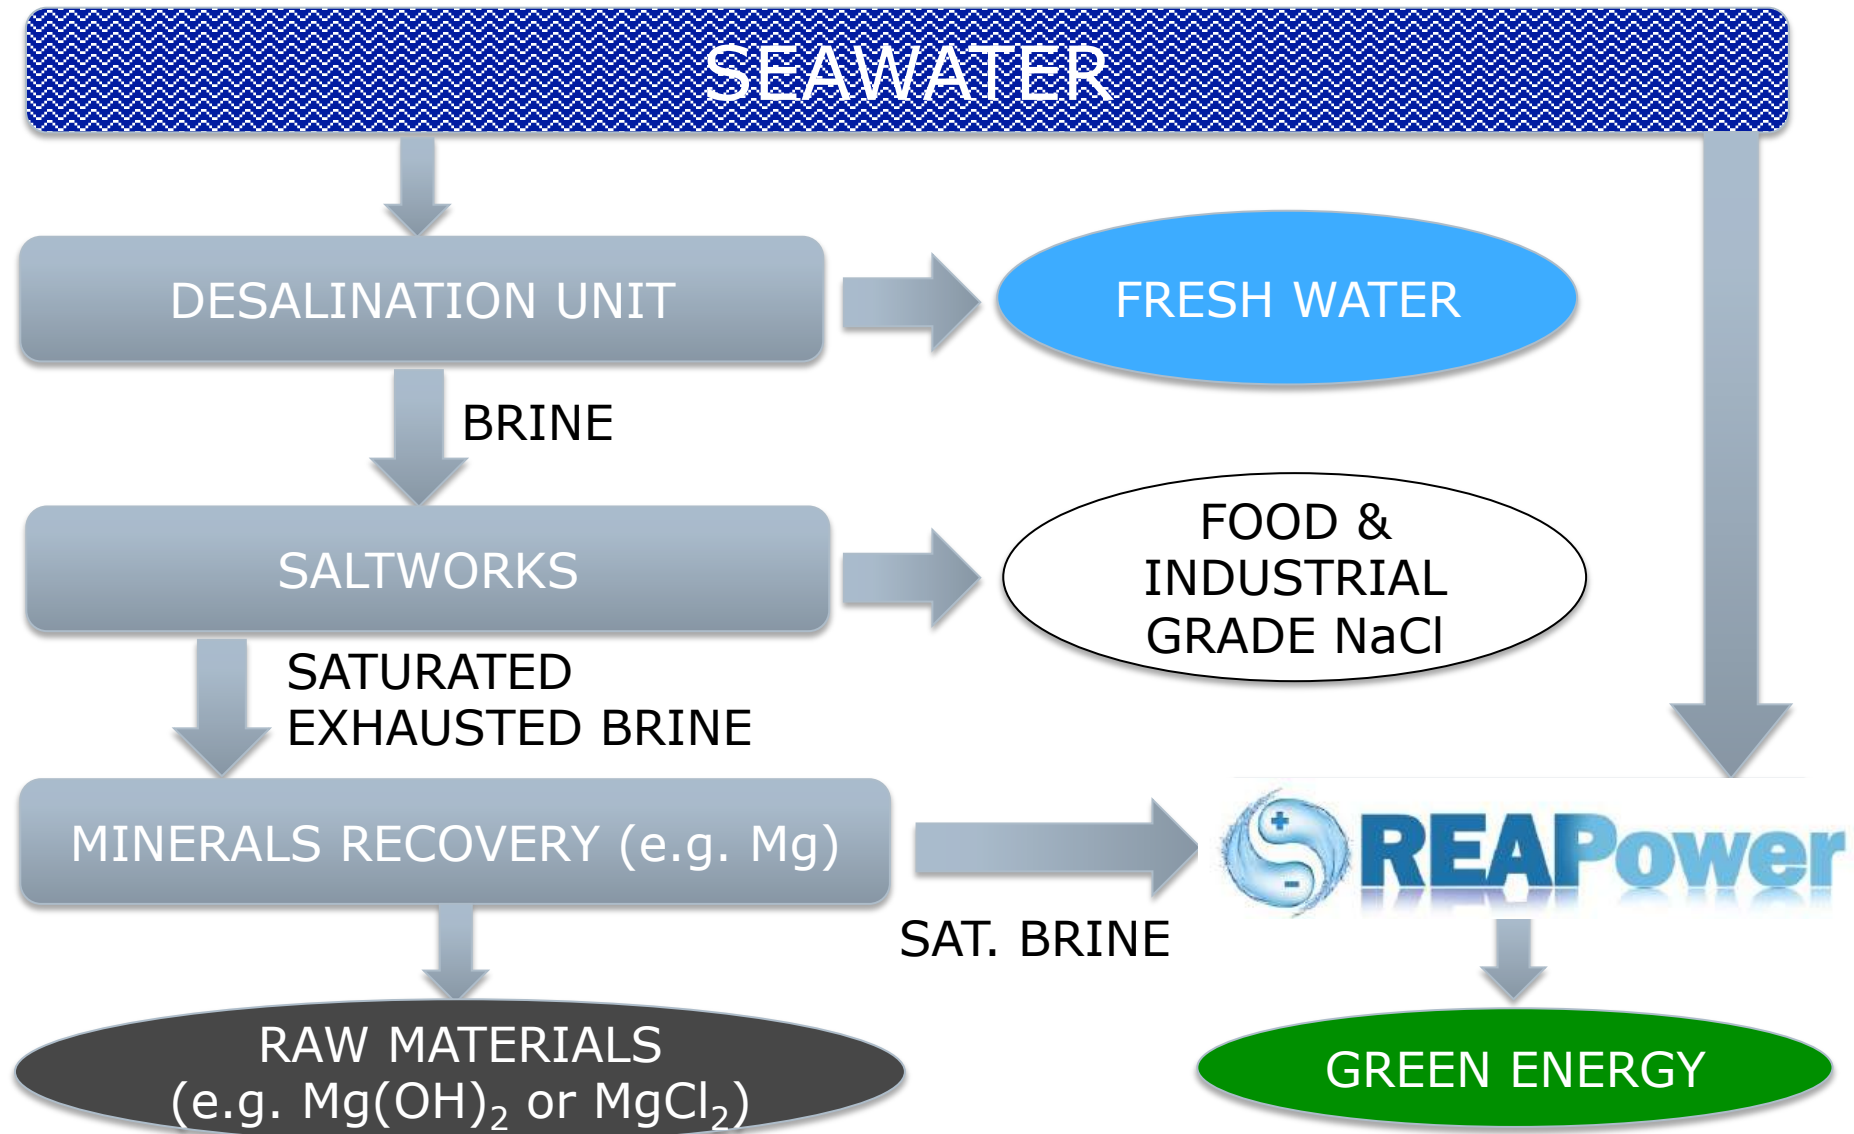 SEAWATER
DESALINATION UNIT
FRESH WATER
BRINE
SALTWORKS
FOOD &
INDUSTRIAL
GRADE NaCl
SATURATED
EXHAUSTED BRINE
MINERALS RECOVERY (e.g. Mg)
REAPower
SAT. BRINE
RAW MATERIALS
(e.g. Mg(OH)₂ or MgCl₂)
GREEN ENERGY